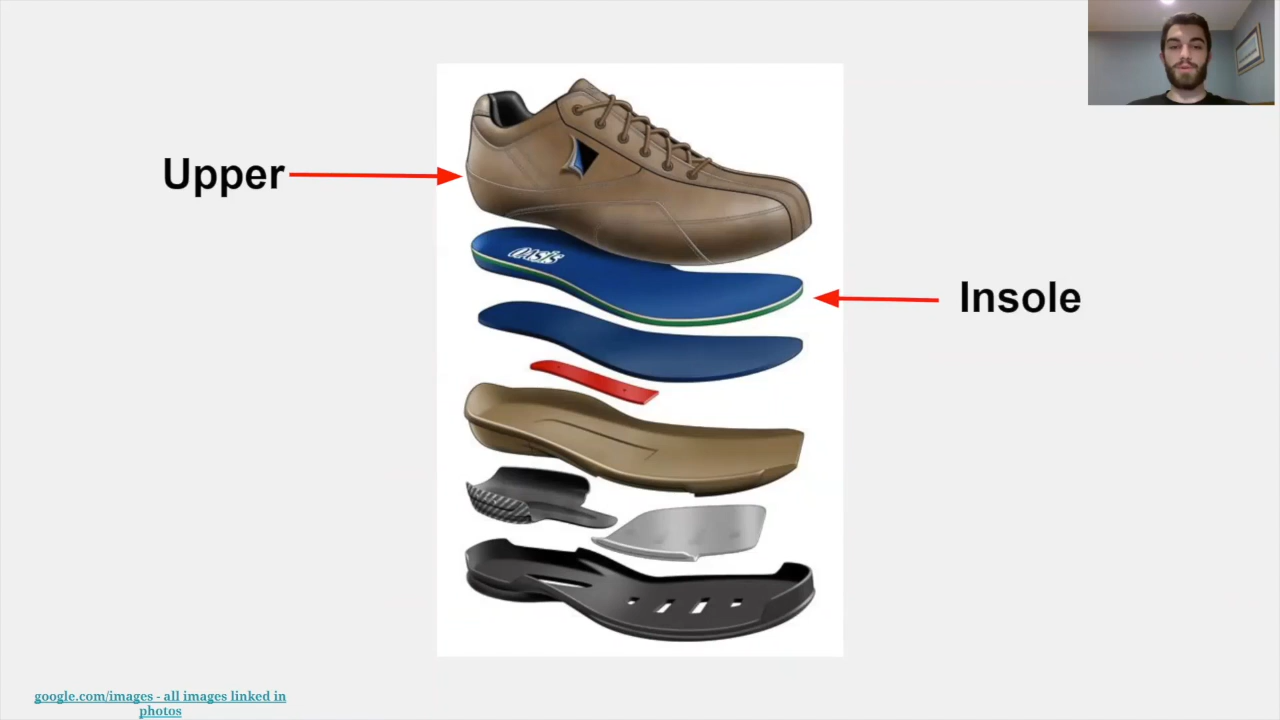 Upper
Oasis
Insole
google.com/images - all images linked in
photos